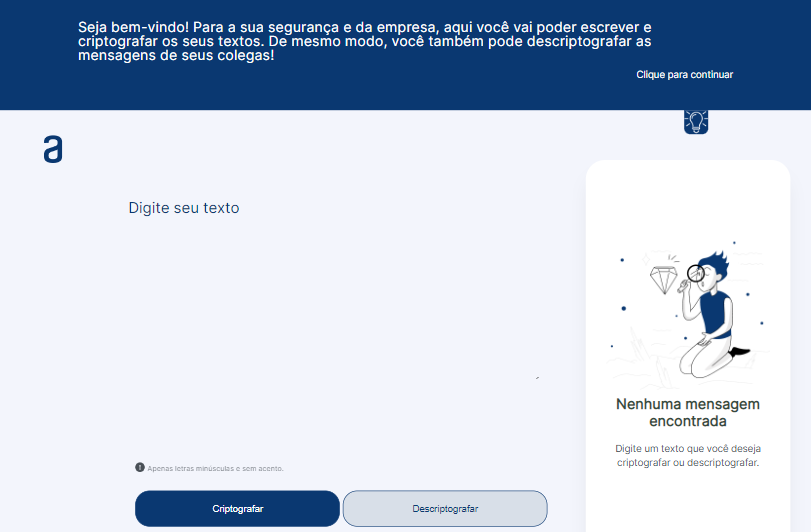 Seja bem-vindo! Para a sua segurança e da empresa, aqui você vai poder escrever e
criptografar os seus textos. De mesmo modo, você também pode descriptografar as
mensagens de seus colegas!
Clique para continuar
a
Digite seu texto
Nenhuma mensagem
encontrada
Digite um texto que você deseja
criptografar ou descriptografar.
! Apenas letras minúsculas e sem acento.
Criptografar
Descriptografar